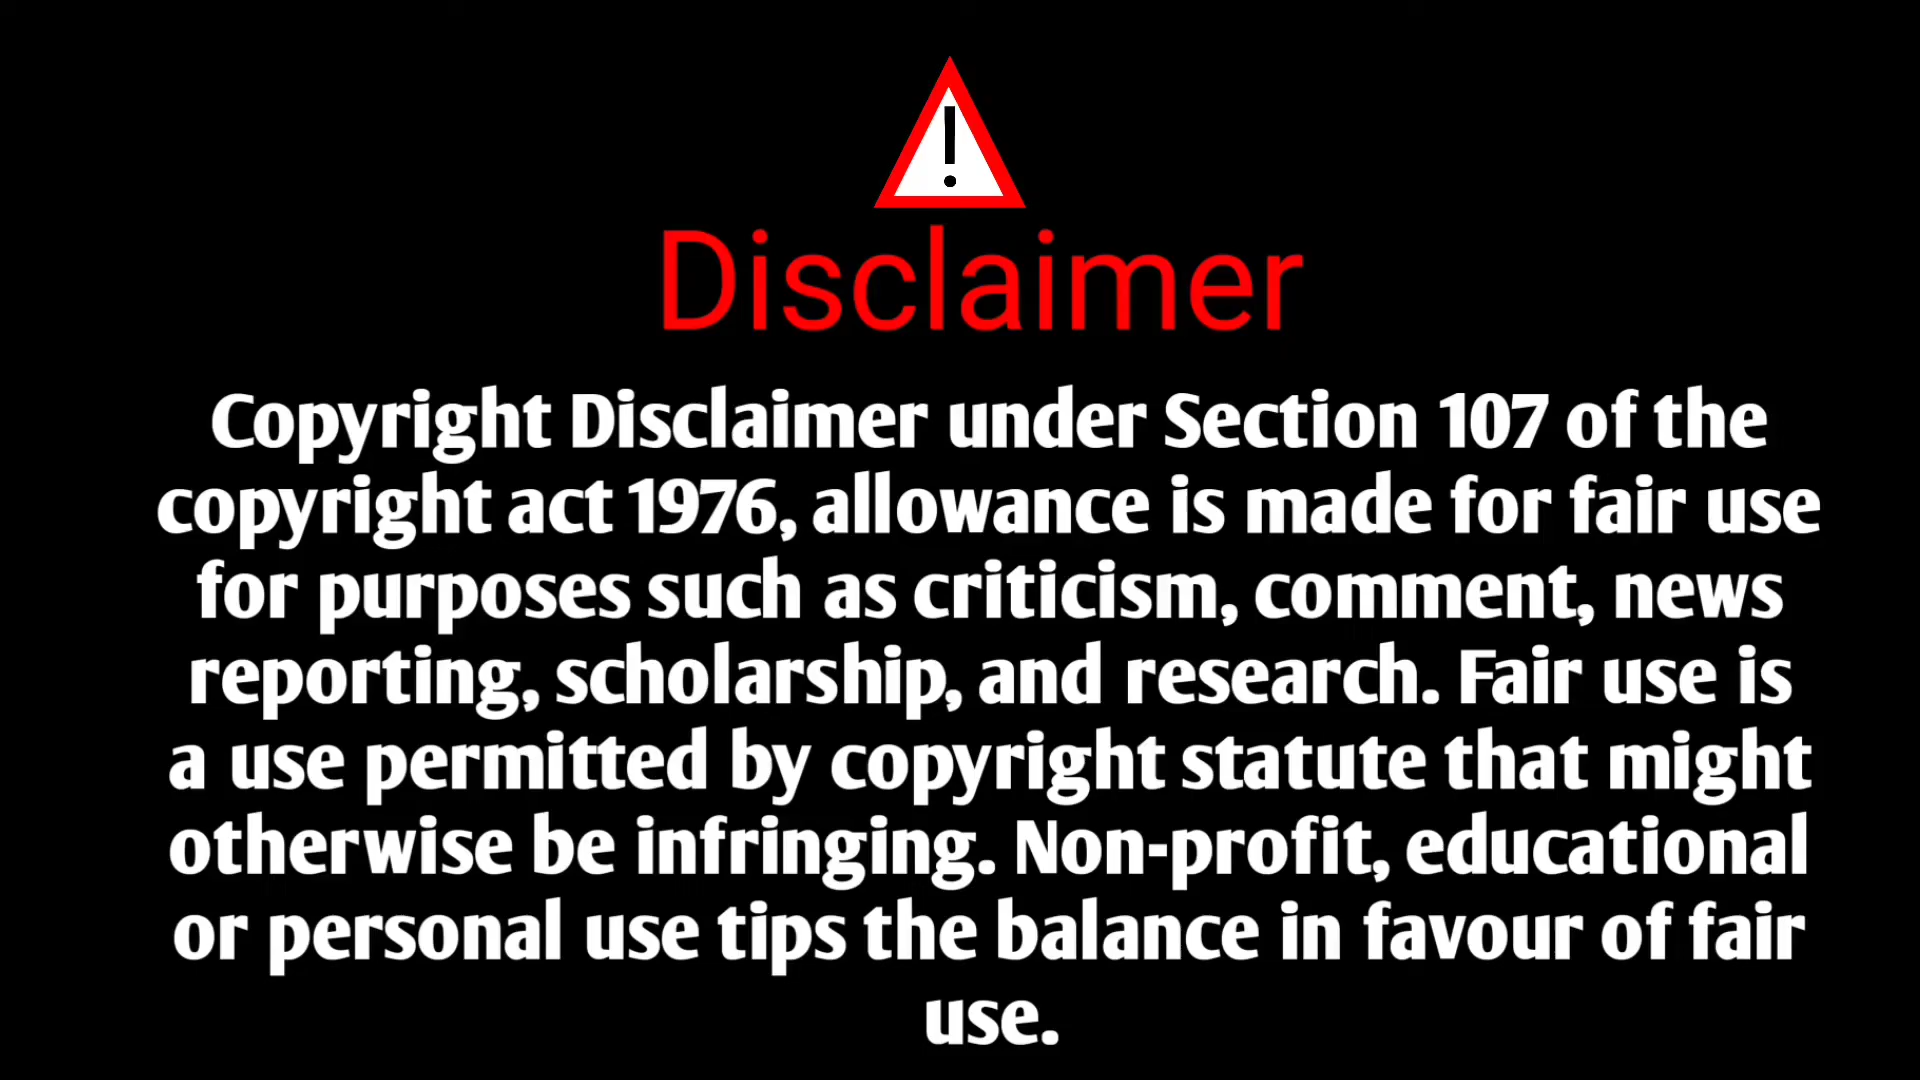 !
Disclaimer
Copyright Disclaimer under Section 107 of the
copyright act 1976, allowance is made for fair use
for purposes such as criticism, comment, news
reporting, scholarship, and research. Fair use is
a use permitted by copyright statute that might
otherwise be infringing. Non-profit, educational
or personal use tips the balance in favour of fair
use.